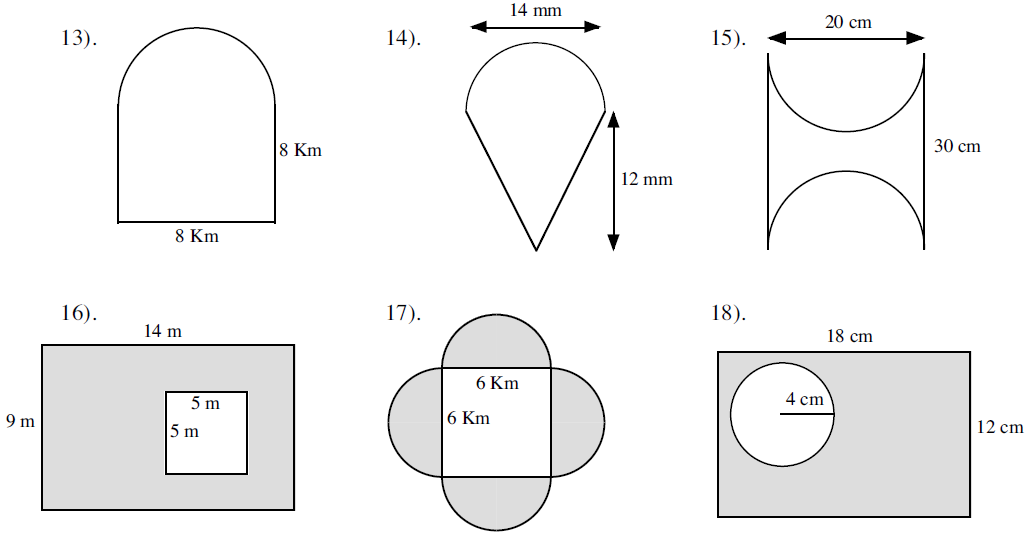 13).
8 Km
8 Km
14).
14 mm
12 mm
15).
20 cm
30 cm
16).
14 m
9 m
5 m
5 m
17).
6 Km
6 Km
18).
18 cm
4 cm
12 cm